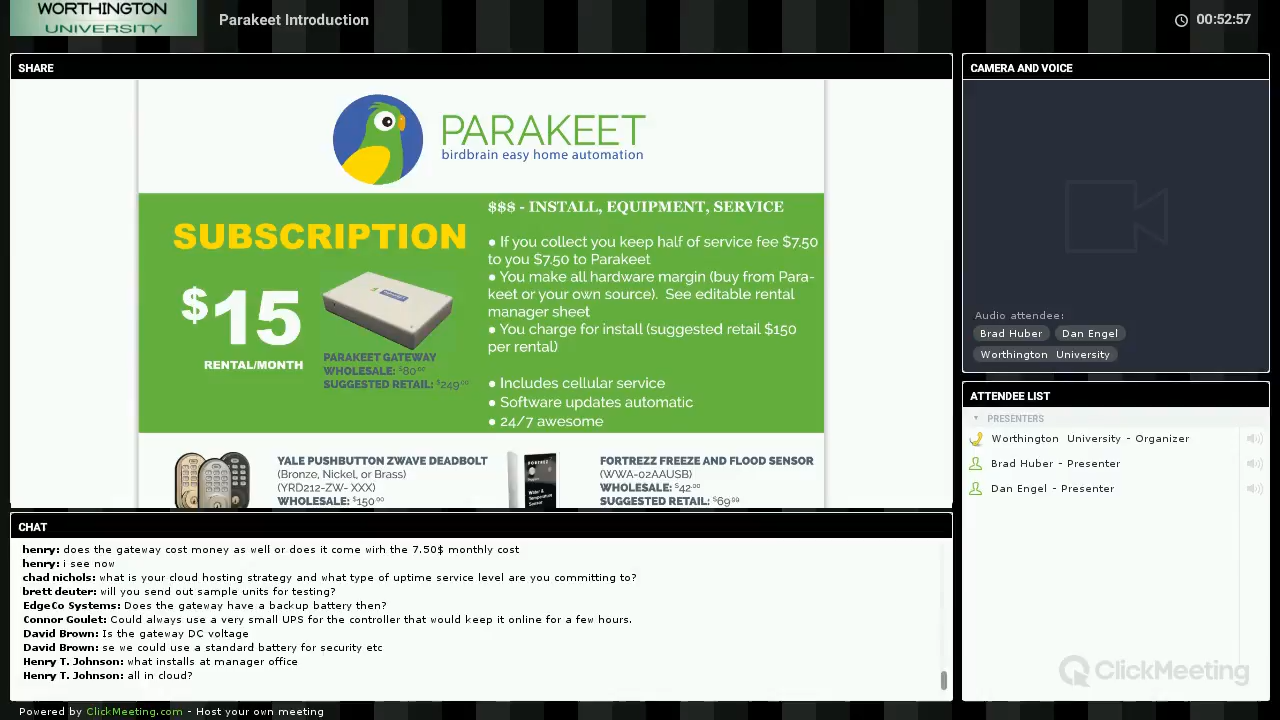 WORTHINGTON
UNIVERSITY
Parakeet Introduction
00:52:57
SHARE
PARAKEET
birdbrain easy home automation
SUBSCRIPTION
$15
RENTAL/MONTH
PARAKEET GATEWAY
WHOLESALE: $80.00
SUGGESTED RETAIL: $249.00
$$$ - INSTALL, EQUIPMENT, SERVICE
● If you collect you keep half of service fee $7.50
to you $7.50 to Parakeet
● You make all hardware margin (buy from Para-
keet or your own source). See editable rental
manager sheet
● You charge for install (suggested retail $150
per rental)
● Includes cellular service
● Software updates automatic
● 24/7 awesome
YALE PUSHBUTTON ZWAVE DEADBOLT
(Bronze, Nickel, or Brass)
(YRD212-ZW- XXX)
WHOLESALE: $150.00
FORTREZZ
FORTREZZ FREEZE AND FLOOD SENSOR
(WWA-02AAUSB)
WHOLESALE: $42.00
SUGGESTED RETAIL: $69.99
CAMERA AND VOICE
Audio attendee:
Brad Huber Dan Engel
Worthington University
ATTENDEE LIST
PRESENTERS
Worthington University - Organizer
Brad Huber - Presenter
Dan Engel - Presenter
ClickMeeting
CHAT
henry: does the gateway cost money as well or does it come wirh the 7.50$ monthly cost
henry: i see now
chad nichols: what is your cloud hosting strategy and what type of uptime service level are you committing to?
brett deuter: will you send out sample units for testing?
EdgeCo Systems: Does the gateway have a backup battery then?
Connor Goulet: Could always use a very small UPS for the controller that would keep it online for a few hours.
David Brown: Is the gateway DC voltage
David Brown: se we could use a standard battery for security etc
Henry T. Johnson: what installs at manager office
Henry T. Johnson: all in cloud?
Powered by ClickMeeting.com - Host your own meeting